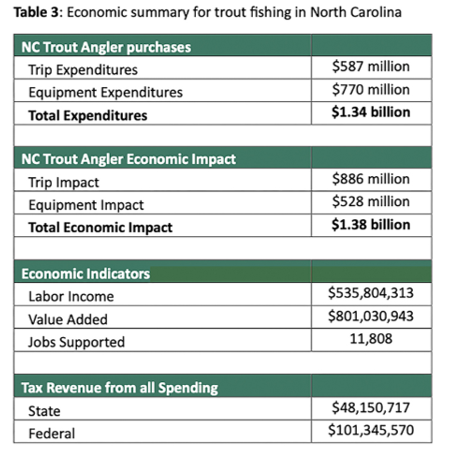 Table 3: Economic summary for trout fishing in North Carolina
NC Trout Angler purchases
Trip Expenditures $587 million
Equipment Expenditures $770 million
Total Expenditures $1.34 billion
NC Trout Angler Economic Impact
Trip Impact $886 million
Equipment Impact $528 million
Total Economic Impact $1.38 billion
Economic Indicators
Labor Income $535,804,313
Value Added $801,030,943
Jobs Supported 11,808
Tax Revenue from all Spending
State $48,150,717
Federal $101,345,570